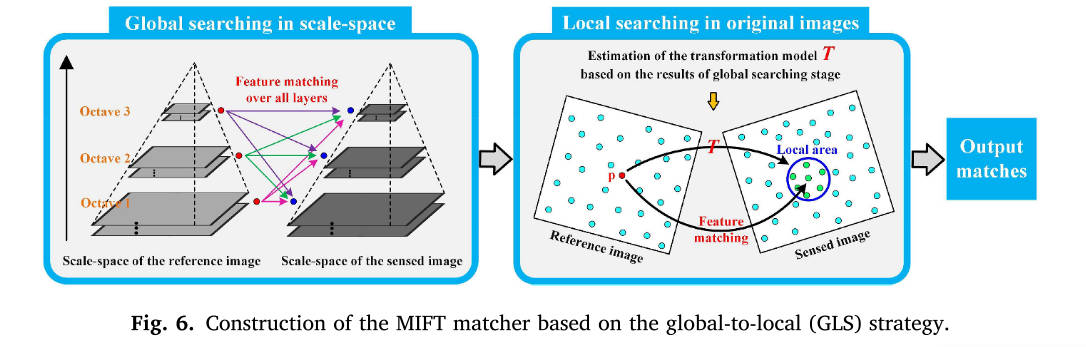 Global searching in scale-space
Feature matching
over all layers
Octave 3
Octave 2
Octave 1
Scale-space of the reference image
Scale-space of the sensed image
Local searching in original images
Estimation of the transformation model T
based on the results of global searching stage
T
Local area
p
Feature
matching
Reference image
Sensed image
Output
matches
Fig. 6. Construction of the MIFT matcher based on the global-to-local (GLS) strategy.